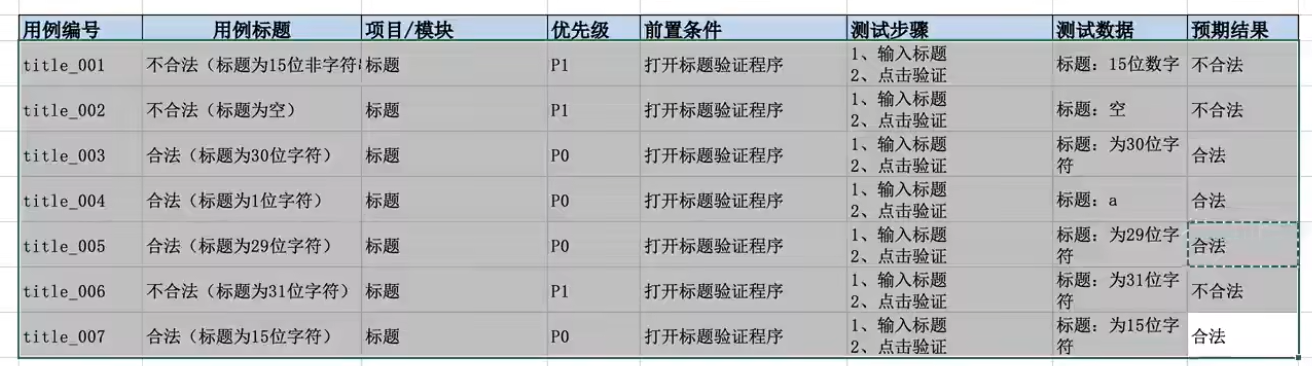 用例编号 用例标题 项目/模块 优先级 前置条件 测试步骤 测试数据 预期结果
title_001 不合法（标题为15位非字符 标题 P1 打开标题验证程序 1、输入标题 标题：15位数字 不合法
2、点击验证
title_002 不合法（标题为空） 标题 P1 打开标题验证程序 1、输入标题 标题：空 不合法
2、点击验证
title_003 合法（标题为30位字符） 标题 P0 打开标题验证程序 1、输入标题 标题：为30位字 合法
2、点击验证 符
title_004 合法（标题为1位字符） 标题 P0 打开标题验证程序 1、输入标题 标题：a 合法
2、点击验证
title_005 合法（标题为29位字符） 标题 P0 打开标题验证程序 1、输入标题 标题：为29位字 合法
2、点击验证 符
title_006 不合法（标题为31位字符） 标题 P1 打开标题验证程序 1、输入标题 标题：为31位字 不合法
2、点击验证 符
title_007 合法（标题为15位字符） 标题 P0 打开标题验证程序 1、输入标题 标题：为15位字 合法
2、点击验证 符